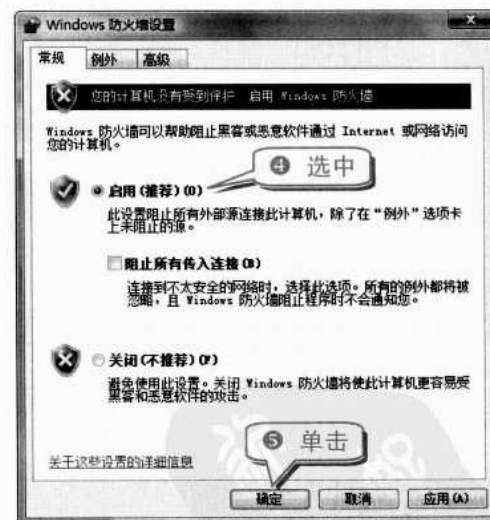 Windows 防火墙设置
常规 例外 高级
您的计算机没有受到保护 启用 Windows 防火墙
Windows 防火墙可以帮助阻止黑客或恶意软件通过 Internet 或网络访问
您的计算机。
❹ 选中
启用(推荐)(O)
此设置阻止所有外部源连接此计算机，除了在“例外”选项卡
上未阻止的源。
阻止所有传入连接(B)
连接到不太安全的网络时，选择此选项。所有的例外都将被
忽略，且 Windows 防火墙阻止程序时不会通知您。
关闭(不推荐)(F)
避免使用此设置。关闭 Windows 防火墙将使此计算机更容易受
黑客和恶意软件的攻击。
❺ 单击
关于这些设置的详细信息
确定 取消 应用(A)